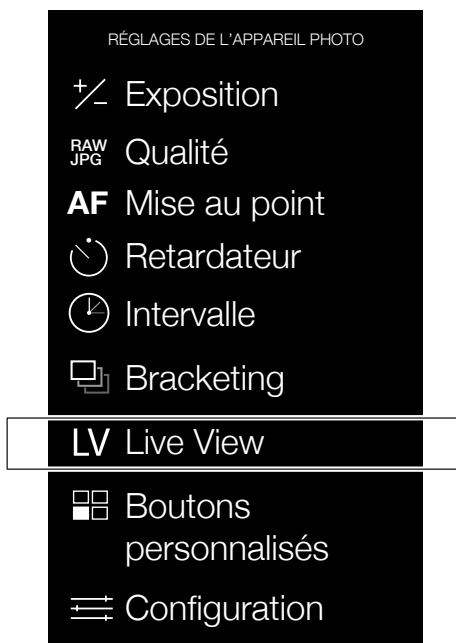 RÉGLAGES DE L'APPAREIL PHOTO
+/- Exposition
RAW
JPG Qualité
AF Mise au point
Retardateur
Intervalle
Bracketing
LV Live View
Boutons
personnalisés
Configuration